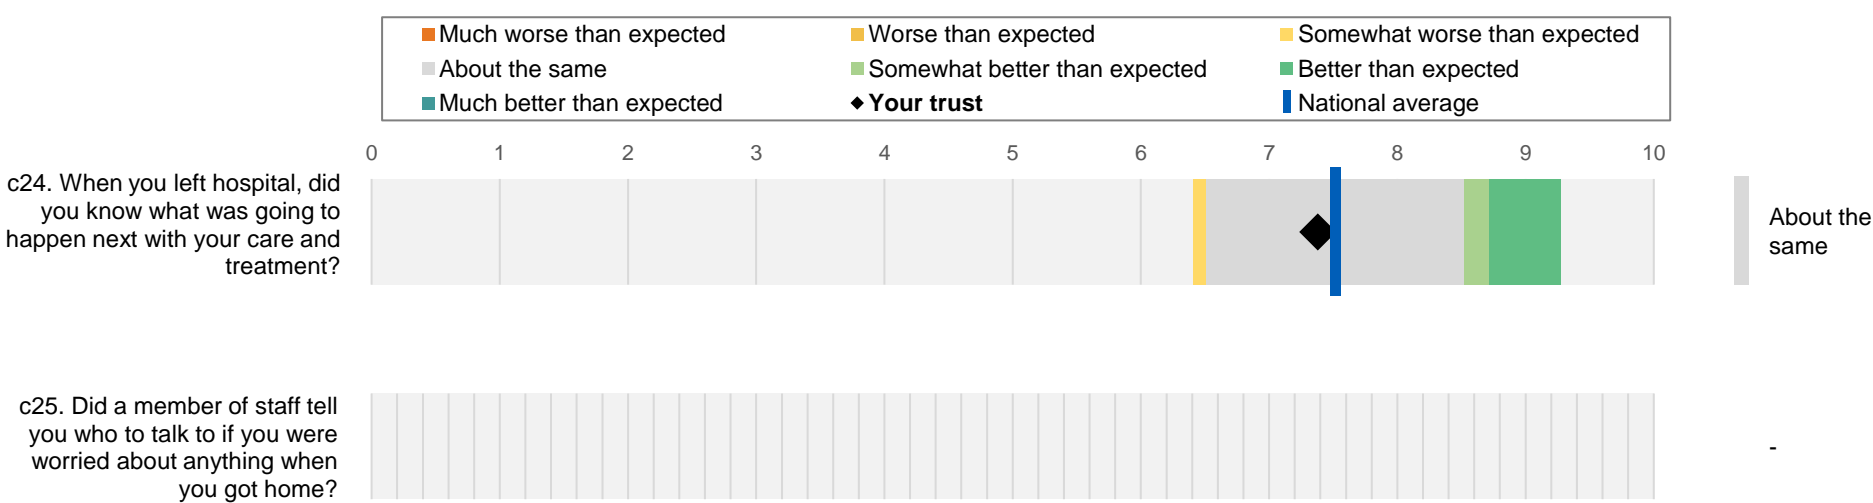 Much worse than expected
Worse than expected
Somewhat worse than expected
About the same
Somewhat better than expected
Better than expected
Much better than expected
Your trust
National average
0 1 2 3 4 5 6 7 8 9 10
c24. When you left hospital, did
you know what was going to
happen next with your care and
treatment?
About the
same
c25. Did a member of staff tell
you who to talk to if you were
worried about anything when
you got home?
-